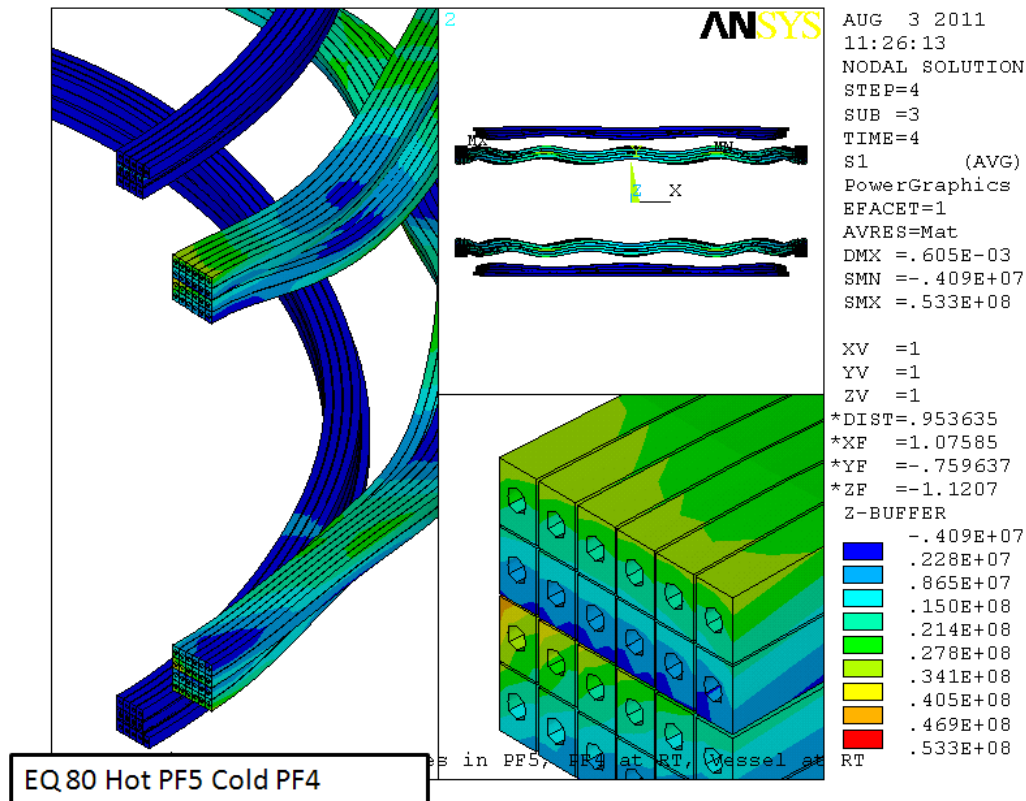 2
ANSYS
MX
MN
Y
Z X
AUG 3 2011
11:26:13
NODAL SOLUTION
STEP=4
SUB =3
TIME=4
S1 (AVG)
PowerGraphics
EFACET=1
AVRES=Mat
DMX =.605E-03
SMN =-.409E+07
SMX =.533E+08
XV =1
YV =1
ZV =1
*DIST=.953635
*XF =1.07585
*YF =-.759637
*ZF =-1.1207
Z-BUFFER
-.409E+07
.228E+07
.865E+07
.150E+08
.214E+08
.278E+08
.341E+08
.405E+08
.469E+08
.533E+08
in PF5, PF4 at RT, Vessel at RT
EQ 80 Hot PF5 Cold PF4